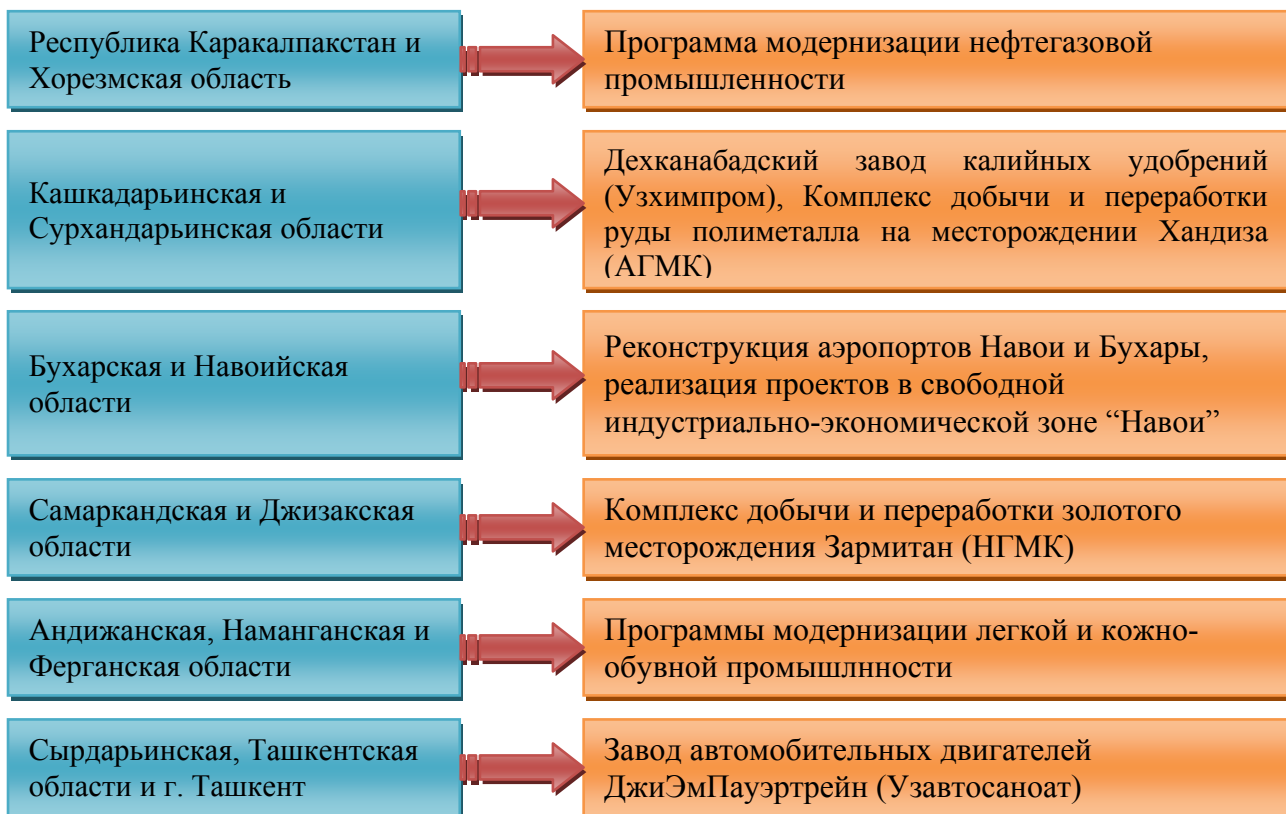 Республика Каракалпакстан и
Хорезмская область
Программа модернизации нефтегазовой
промышленности
Кашкадарьинская и
Сурхандарьинская области
Дехканабадский завод калийных удобрений
(Узхимпром), Комплекс добычи и переработки
руды полиметалла на месторождении Хандиза
(АГМК)
Бухарская и Навоийская
области
Реконструкция аэропортов Навои и Бухары,
реализация проектов в свободной
индустриально-экономической зоне “Навои”
Самаркандская и Джизакская
области
Комплекс добычи и переработки золотого
месторождения Зармитан (НГМК)
Андижанская, Наманганская и
Ферганская области
Программы модернизации легкой и кожно-
обувной промышлнности
Сырдарьинская, Ташкентская
области и г. Ташкент
Завод автомобительных двигателей
ДжиЭмПауэртрейн (Узавтосаноат)